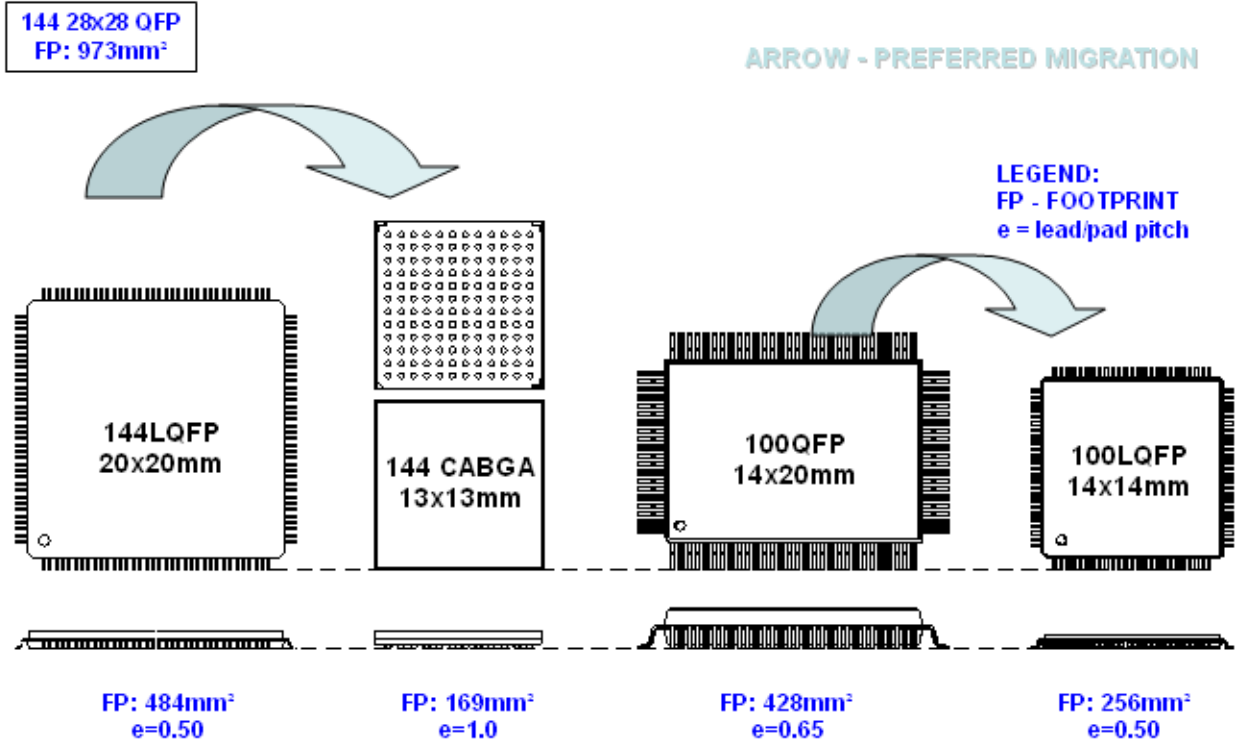 144 28x28 QFP
FP: 973mm²
ARROW - PREFERRED MIGRATION
LEGEND:
FP - FOOTPRINT
e = lead/pad pitch
144LQFP
20x20mm
144 CABGA
13x13mm
100QFP
14x20mm
100LQFP
14x14mm
FP: 484mm²
e=0.50
FP: 169mm²
e=1.0
FP: 428mm²
e=0.65
FP: 256mm²
e=0.50